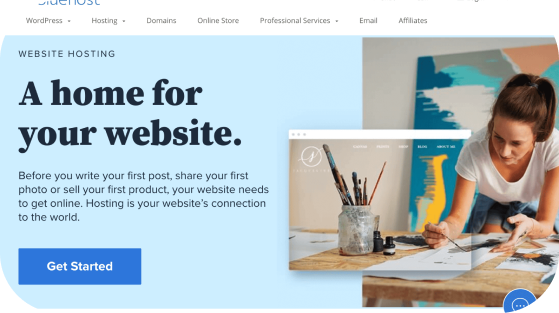 bluehost
WordPress Hosting Domains Online Store Professional Services Email Affiliates
WEBSITE HOSTING
A home for
your website.
BLOG
Before you write your first post, share your first
photo or sell your first product, your website needs
to get online. Hosting is your website's connection
to the world.
Get Started